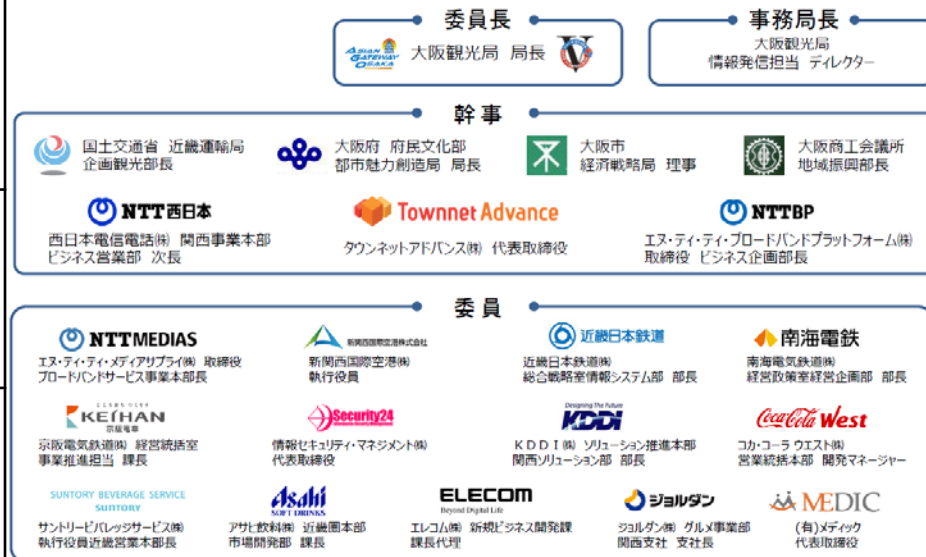 委員長
ASIAN GATEWAY OSAKA
大阪観光局 局長
事務局長
大阪観光局
情報発信担当 ディレクター
幹事
国土交通省 近畿運輸局
企画観光部長
大阪府 府民文化部
都市魅力創造局 局長
大阪市
経済戦略局 理事
大阪商工会議所
地域振興部長
NTT西日本
西日本電信電話㈱ 関西事業本部
ビジネス営業部 次長
Townnet Advance
タウンネットアドバンス㈱ 代表取締役
NTTBP
エヌ・ティ・ティ・ブロードバンドプラットフォーム㈱
取締役 ビジネス企画部長
委員
NTTMEDIAS
エヌ・ティ・ティ・メディアサプライ㈱ 取締役
ブロードバンドサービス事業本部長
新関西国際空港株式会社
新関西国際空港㈱
執行役員
近畿日本鉄道
近畿日本鉄道㈱
総合戦略室情報システム部 部長
南海電鉄
南海電気鉄道㈱
経営政策室経営企画部 部長
こころまち つくろう
KEIHAN
京阪電車
京阪電気鉄道㈱ 経営統括室
事業推進担当 課長
Security24
情報セキュリティ・マネジメント㈱
代表取締役
Designing The Future
KDDI
KDDI㈱ ソリューション推進本部
関西ソリューション部 部長
Coca-Cola West
コカ・コーラ ウエスト㈱
営業統括本部 開発マネージャー
SUNTORY BEVERAGE SERVICE
SUNTORY
サントリービバレッジサービス㈱
執行役員近畿営業本部長
Asahi
SOFT DRINKS
アサヒ飲料㈱ 近畿圏本部
市場開発部 課長
ELECOM
Beyond Digital Life
エレコム㈱ 新規ビジネス開発課
課長代理
ジョルダン
ジョルダン㈱ グルメ事業部
関西支社 支社長
MEDIC
(有)メディック
代表取締役